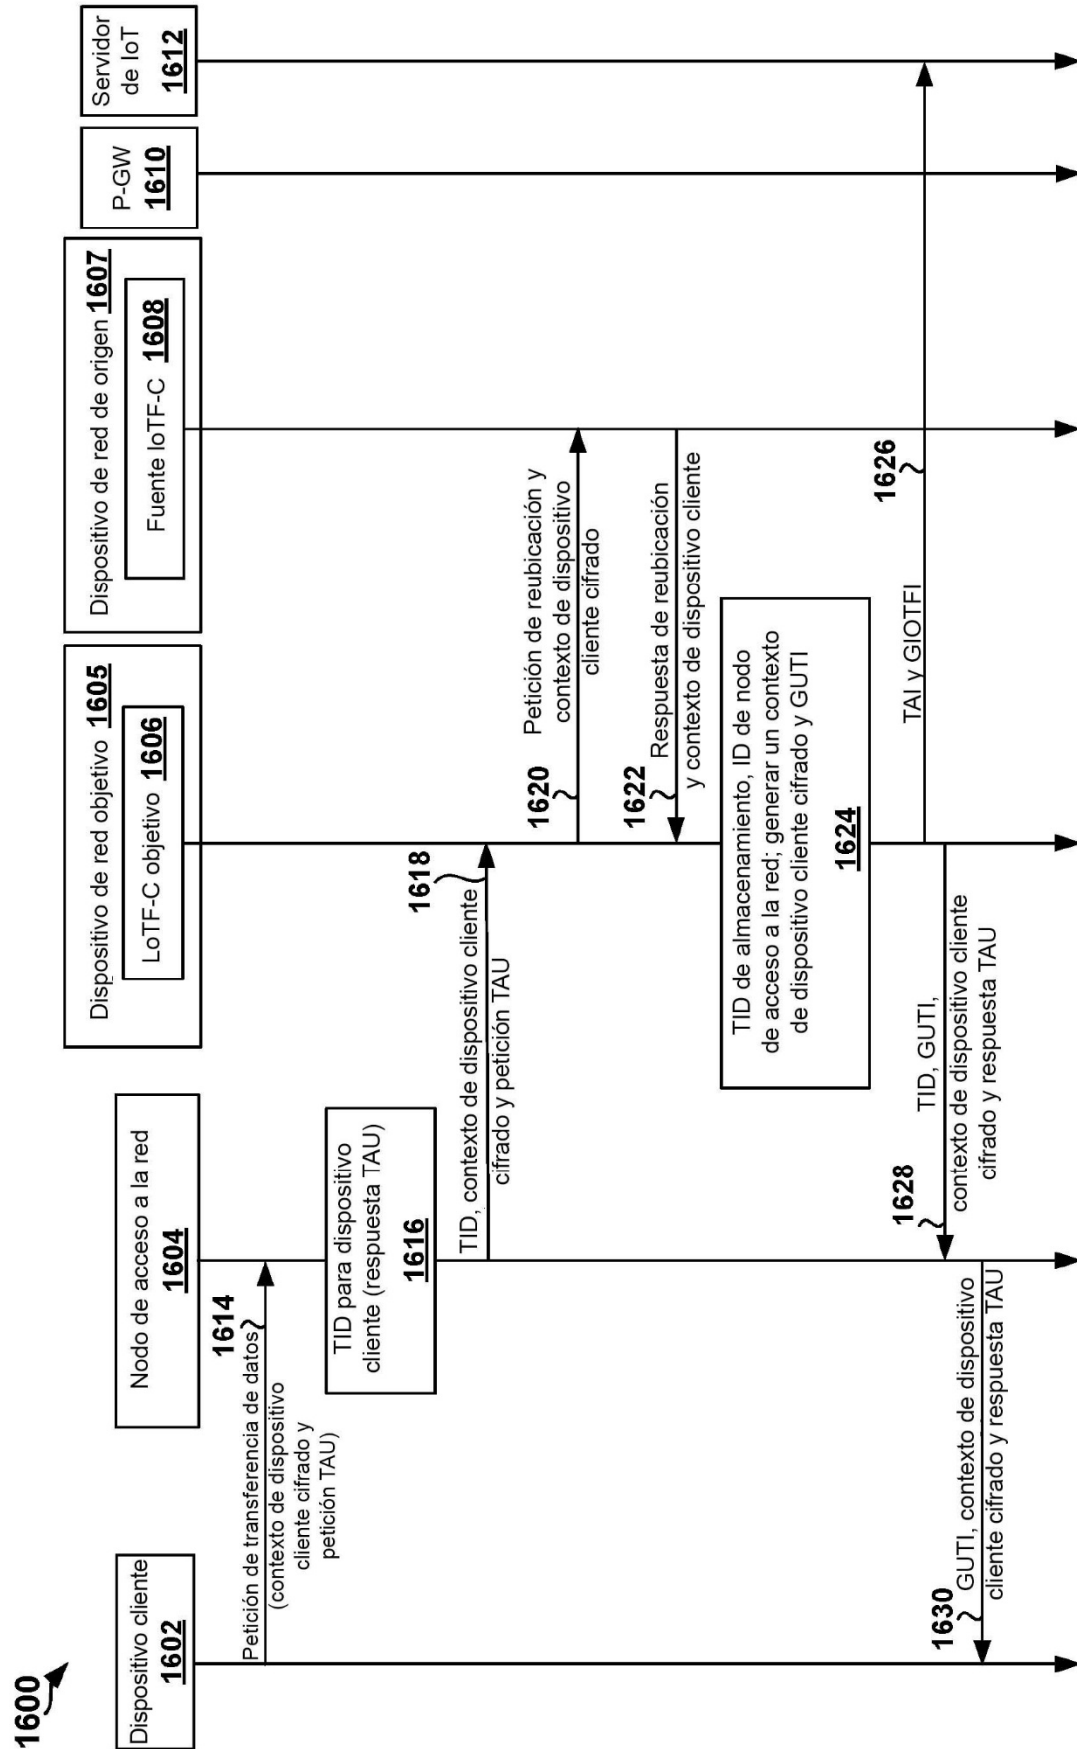 1600
Dispositivo cliente
1602
Nodo de acceso a la red
1604
Dispositivo de red objetivo 1605
LoTF-C objetivo 1606
Dispositivo de red de origen 1607
Fuente IoTF-C 1608
P-GW
1610
Servidor
de IoT
1612
1614
Petición de transferencia de datos
(contexto de dispositivo
cliente cifrado y
petición TAU)
TID para dispositivo
cliente (respuesta TAU)
1616
1618
TID, contexto de dispositivo cliente
cifrado y petición TAU
1620
Petición de reubicación y
contexto de dispositivo
cliente cifrado
1622
Respuesta de reubicación
y contexto de dispositivo cliente
TID de almacenamiento, ID de nodo
de acceso a la red; generar un contexto
de dispositivo cliente cifrado y GUTI
1624
TAI y GIOTFI
1626
1628
TID, GUTI,
contexto de dispositivo cliente
cifrado y respuesta TAU
1630
GUTI, contexto de dispositivo
cliente cifrado y respuesta TAU